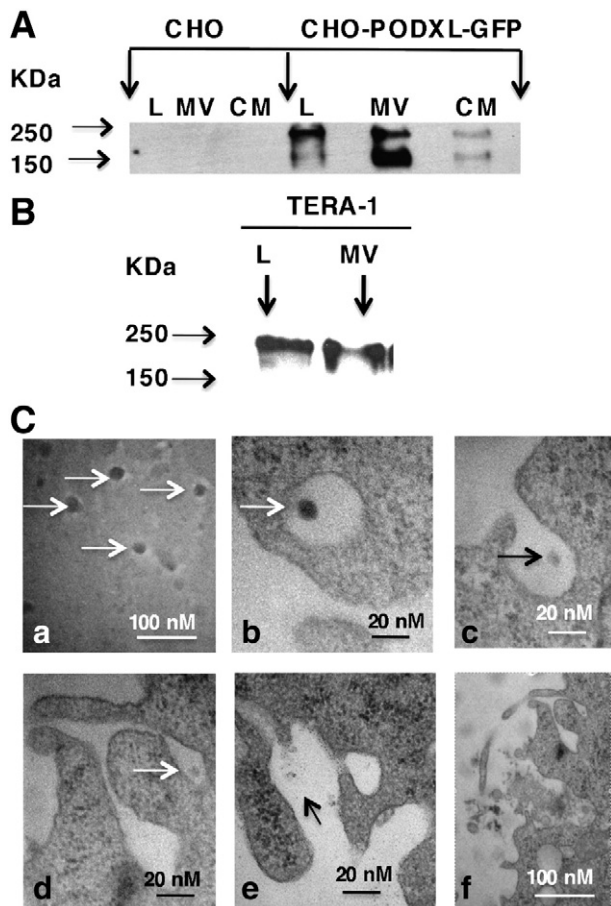 A
CHO CHO-PODXL-GFP
KDa
L MV CM L MV CM
250
150
B
TERA-1
L MV
KDa
250
150
C
100 nM
a
20 nM
b
20 nM
c
20 nM
d
20 nM
e
100 nM
f